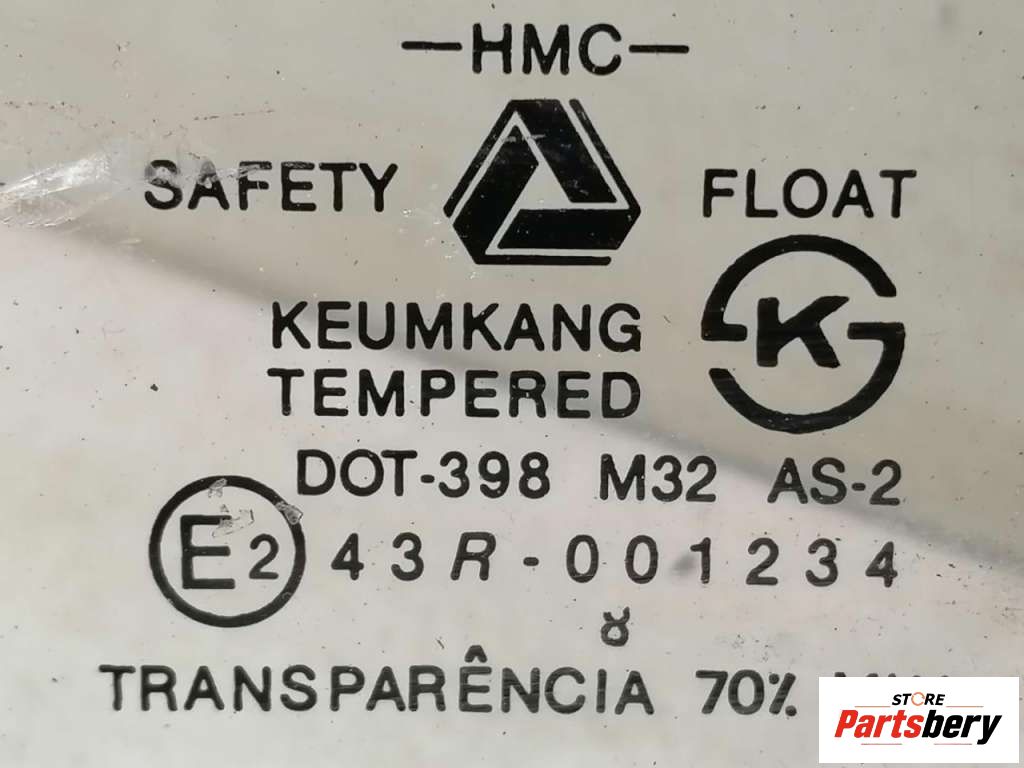 -HMC-
SAFETY FLOAT
K
KEUMKANG
TEMPERED
DOT-398 M32 AS-2
E2 43R-001234
TRANSPARÊNCIA 70%
STORE
Partsbery